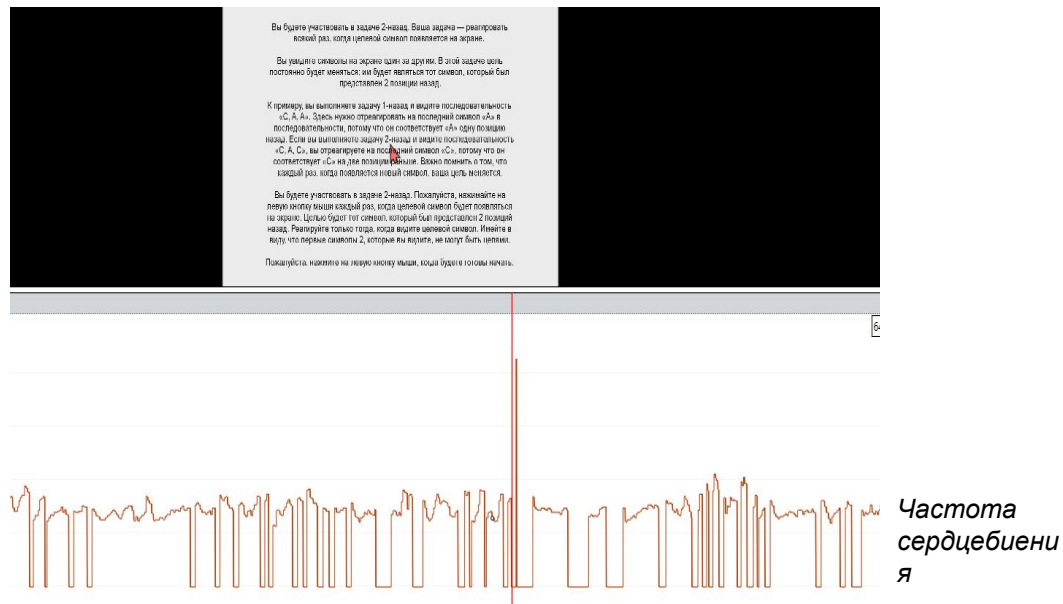 Вы будете участвовать в задаче 2-назад. Ваша задача — реагировать
всякий раз, когда целевой символ появляется на экране.
Вы увидите символы на экране один за другим. В этой задаче цель
постоянно будет меняться: им будет являться тот символ, который был
представлен 2 позиции назад.
К примеру, вы выполняете задачу 1-назад и видите последовательность
«С, А, А». Здесь нужно отреагировать на последний символ «А» в
последовательности, потому что он соответствует «А» одну позицию
назад. Если вы выполняете задачу 2-назад и видите последовательность
«С, А, С», вы отреагируете на последний символ «С», потому что он
соответствует «С» на две позиции раньше. Важно помнить о том, что
каждый раз, когда появляется новый символ, ваша цель меняется.
Вы будете участвовать в задаче 2-назад. Пожалуйста, нажимайте на
левую кнопку мыши каждый раз, когда целевой символ будет появляться
на экране. Целью будет тот символ, который был представлен 2 позиций
назад. Реагируйте только тогда, когда видите целевой символ. Имейте в
виду, что первые символы 2, которые вы видите, не могут быть целями.
Пожалуйста, нажмите на левую кнопку мыши, когда будете готовы начать.
64
Частота
сердцебиени
я